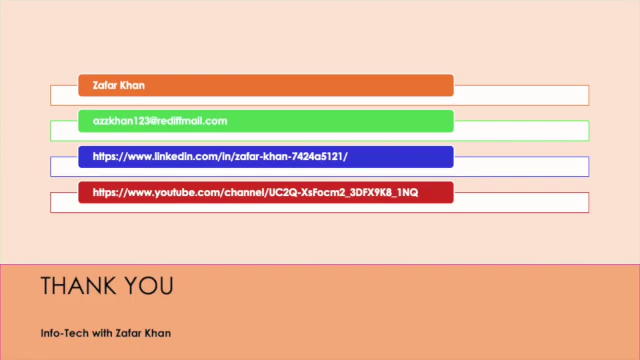 Zafar Khan
azzkhan123@rediffmail.com
https://www.linkedin.com/in/zafar-khan-7424a5121/
https://www.youtube.com/channel/UC2Q-XsFocm2_3DFX9K8_1NQ
THANK YOU
Info-Tech with Zafar Khan